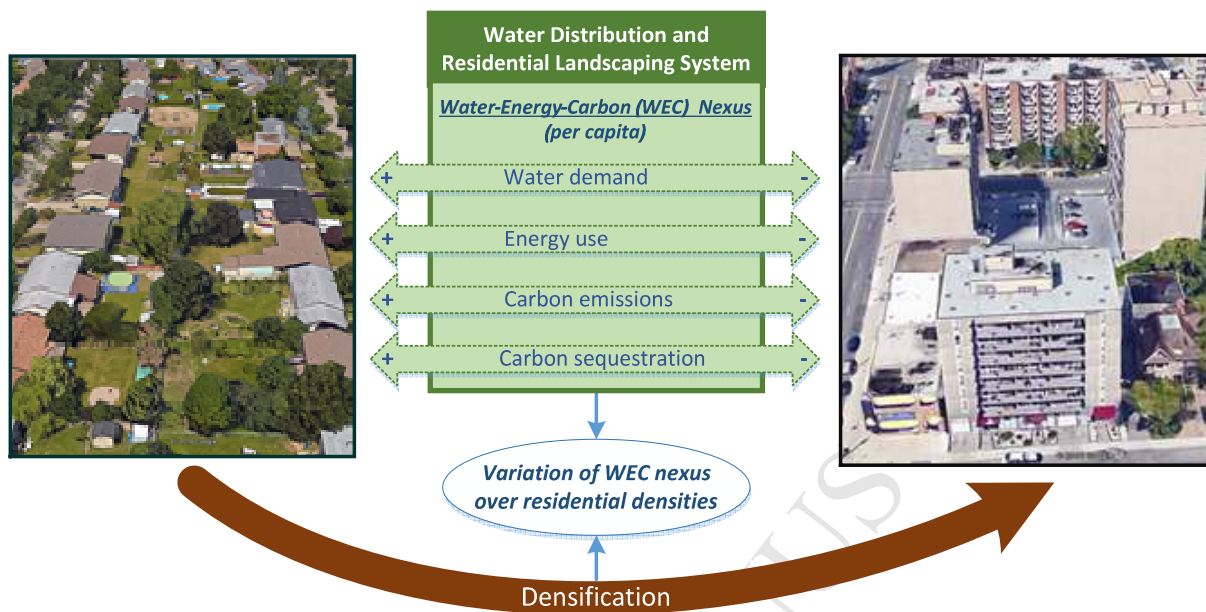 Water Distribution and
Residential Landscaping System
Water-Energy-Carbon (WEC) Nexus
(per capita)
+ Water demand -
+ Energy use -
+ Carbon emissions -
+ Carbon sequestration -
Variation of WEC nexus
over residential densities
Densification
US